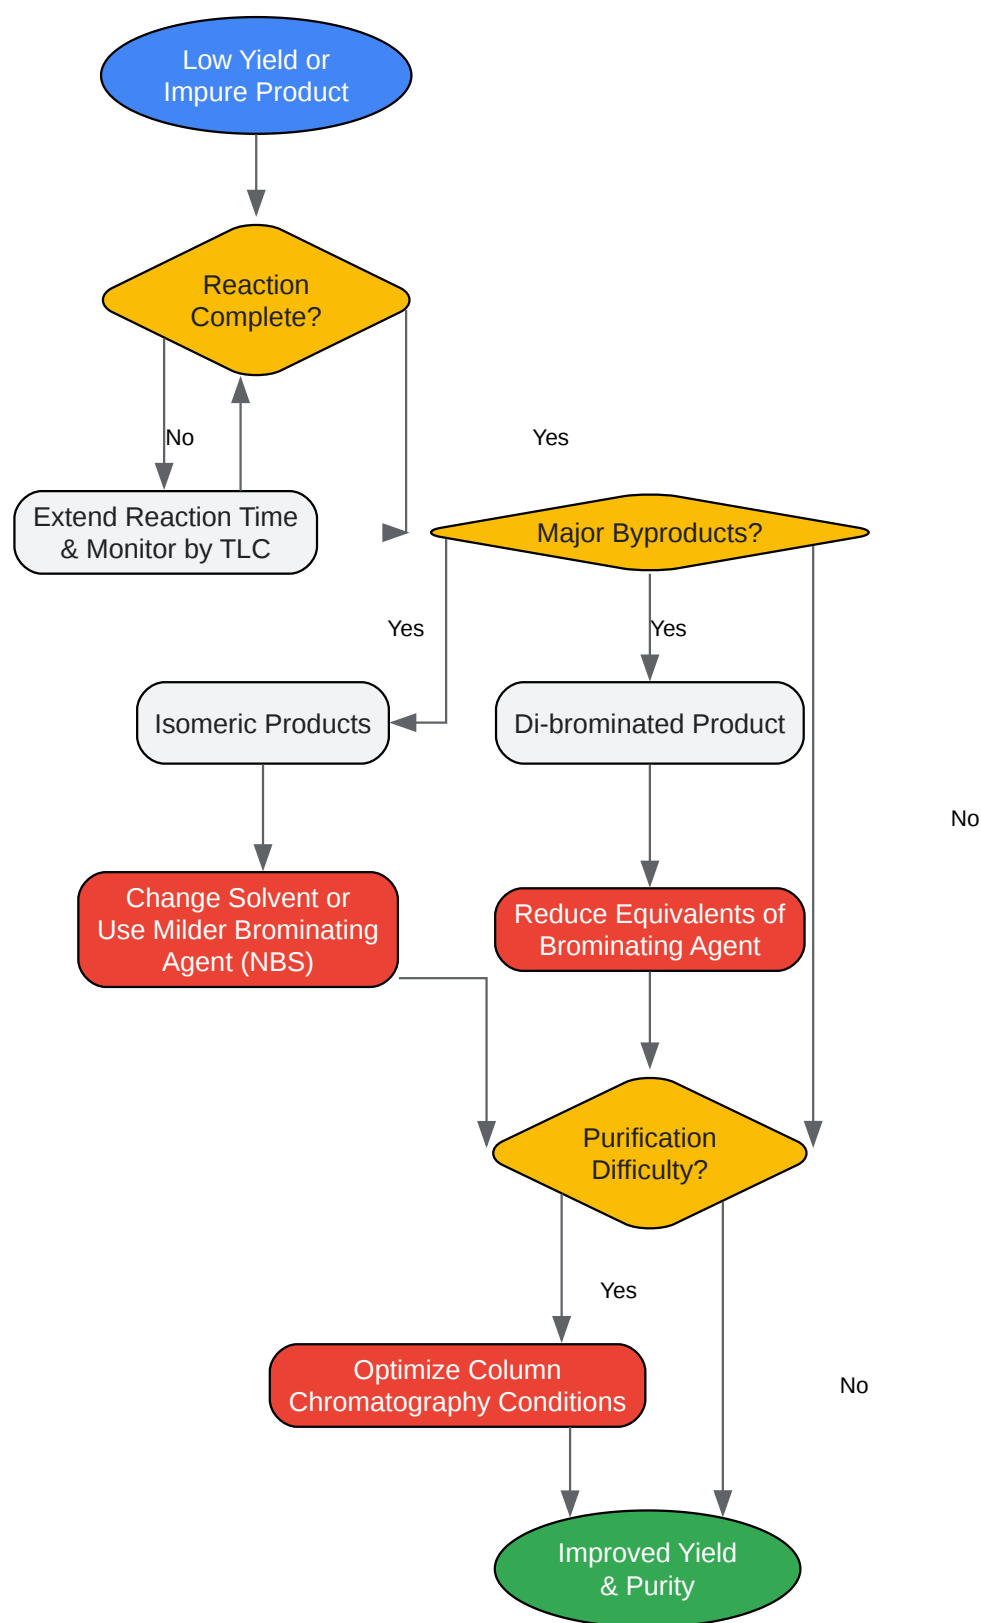 Low Yield or
Impure Product
Reaction
Complete?
No
Yes
Extend Reaction Time
& Monitor by TLC
Major Byproducts?
Yes
Yes
Isomeric Products
Di-brominated Product
No
Change Solvent or
Use Milder Brominating
Agent (NBS)
Reduce Equivalents of
Brominating Agent
Purification
Difficulty?
Yes
Optimize Column
Chromatography Conditions
No
Improved Yield
& Purity